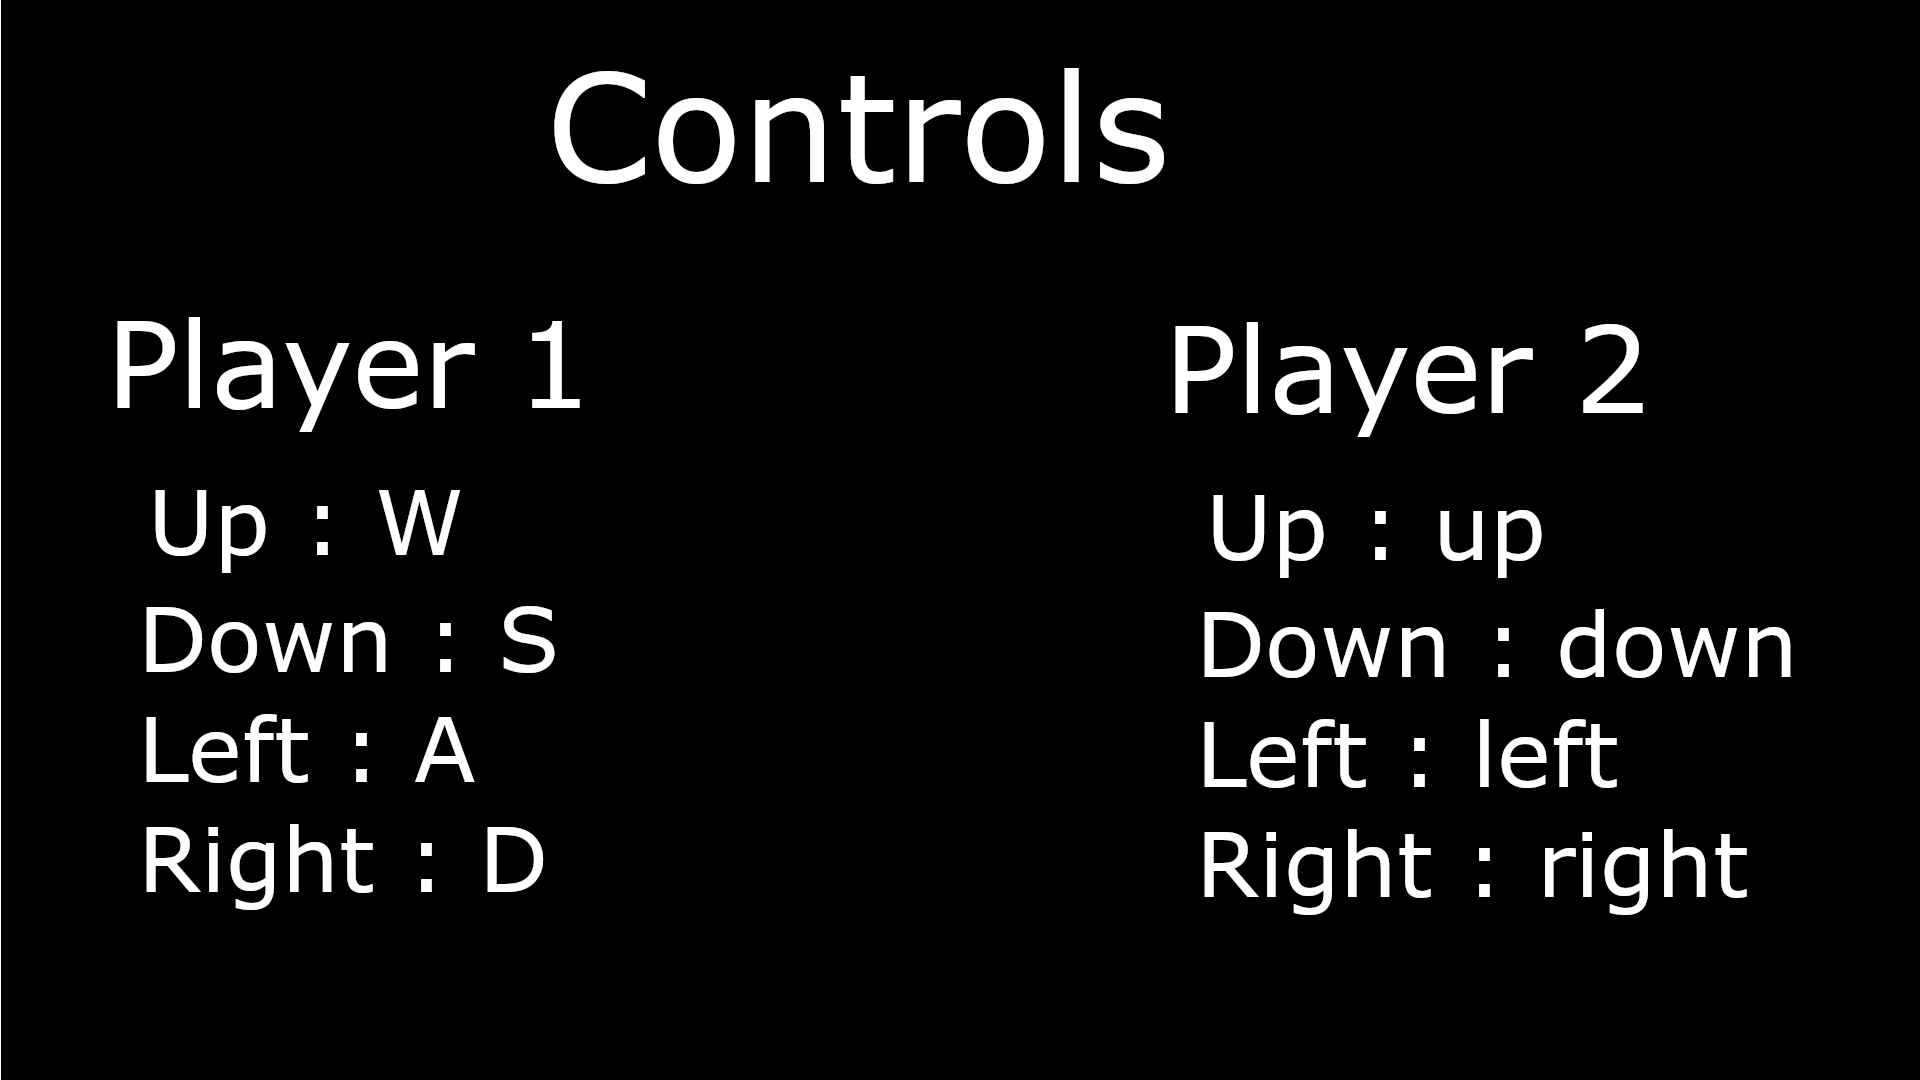 Controls
Player 1
Up : W
Down : S
Left : A
Right : D
Player 2
Up : up
Down : down
Left : left
Right : right